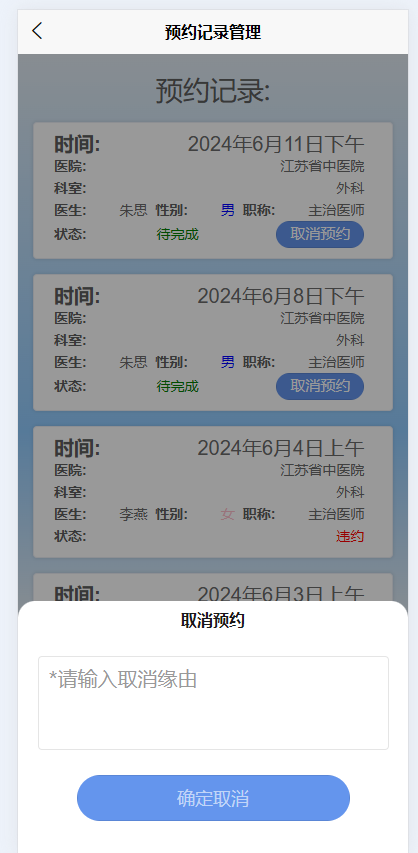 预约记录管理
预约记录:
时间: 2024年6月11日下午
医院: 江苏省中医院
科室: 外科
医生: 朱思 性别: 男 职称: 主治医师
状态: 待完成 取消预约
时间: 2024年6月8日下午
医院: 江苏省中医院
科室: 外科
医生: 朱思 性别: 男 职称: 主治医师
状态: 待完成 取消预约
时间: 2024年6月4日上午
医院: 江苏省中医院
科室: 外科
医生: 李燕 性别: 女 职称: 主治医师
状态: 违约
时间: 2024年6月3日上午
取消预约
*请输入取消缘由
确定取消